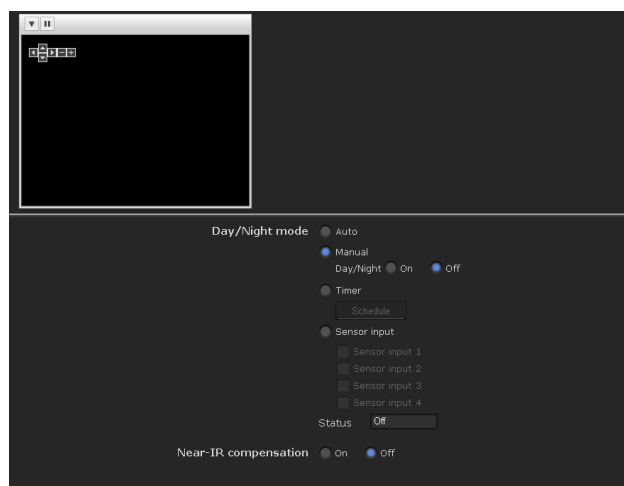 Day/Night mode Auto
Manual
Day/Night On Off
Timer
Schedule
Sensor input
Sensor input 1
Sensor input 2
Sensor input 3
Sensor input 4
Status Off
Near-IR compensation On Off